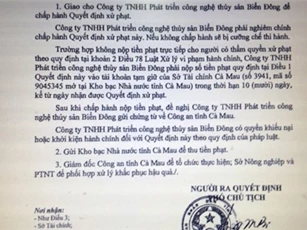 1. Giao cho Công ty TNHH Phát triển công nghệ thủy sản Biển Đông để
chấp hành Quyết định xử phạt.
Công ty TNHH Phát triển công nghệ thủy sản Biển Đông phải nghiêm chỉnh
chấp hành Quyết định xử phạt này. Nếu không chấp hành sẽ bị cưỡng chế thi hành.
Trường hợp không nộp tiền phạt trực tiếp cho người có thẩm quyền xử phạt
theo quy định tại khoản 2 Điều 78 Luật Xử lý vi phạm hành chính, Công ty TNHH
Phát triển công nghệ thủy sản Biển Đông phải nộp số tiền phạt quy định tại Điều 1
Quyết định này vào tài khoản tạm giữ của Sở Tài chính Cà Mau (số 3941, mã số
9045345 mở tại Kho bạc Nhà nước tỉnh Cà Mau) trong thời hạn 10 (mười) ngày,
kể từ ngày nhận được Quyết định xử phạt.
Sau khi chấp hành nộp tiền phạt, đề nghị Công ty TNHH Phát triển công
nghệ thủy sản Biển Đông gửi chứng từ về Công an tỉnh Cà Mau.
Công ty TNHH Phát triển công nghệ thủy sản Biển Đông có quyền khiếu nại
hoặc khởi kiện hành chính đối với Quyết định này theo quy định của pháp luật.
2. Gửi Kho bạc Nhà nước tỉnh Cà Mau để thu tiền phạt.
3. Giám đốc Công an tỉnh Cà Mau để tổ chức thực hiện; Sở Nông nghiệp và
PTNT để phối hợp xử lý khắc phục hậu quả./.
NGƯỜI RA QUYẾT ĐỊNH
CHỦ TỊCH
Nơi nhận:
- Như Điều 3;
- Sở Tài chính;